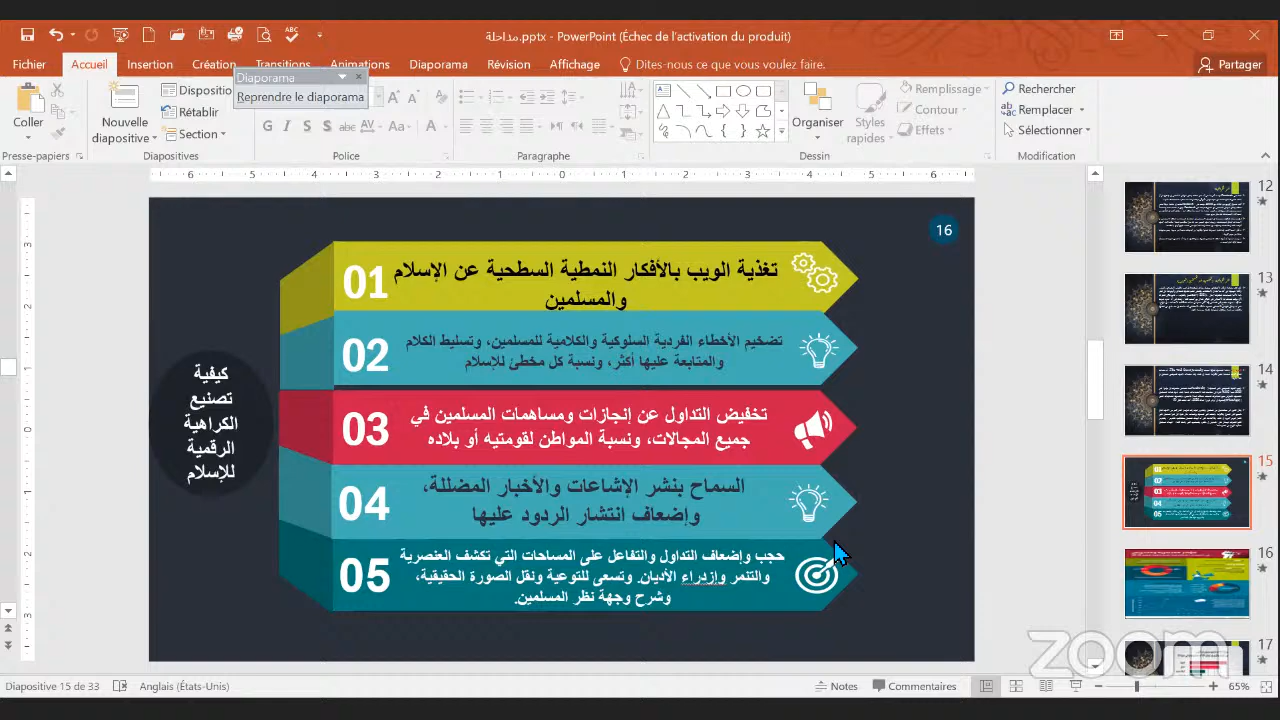 مداخلة.pptx - PowerPoint (Échec de l'activation du produit)
Fichier Accueil Insertion Création Transitions Animations Diaporama Révision Affichage Dites-nous ce que vous voulez faire. Partager
Diaporama
Reprendre le diaporama
Coller
Nouvelle diapositive
Dispositio
Rétablir
Section
Organiser
Styles rapides
Remplissage
Contour
Effets
Rechercher
Remplacer
Sélectionner
Presse-papiers Diapositives Police Paragraphe Dessin Modification
16
كيفية
تصنيع
الكراهية
الرقمية
للإسلام
01
تغذية الويب بالأفكار النمطية السطحية عن الإسلام
والمسلمين
02
تضخيم الأخطاء الفردية السلوكية والكلامية للمسلمين، وتسليط الكلام
والمتابعة عليها أكثر، ونسبة كل مخطئ للإسلام
03
تخفيض التداول عن إنجازات ومساهمات المسلمين في
جميع المجالات، ونسبة المواطن لقومتيه أو بلاده
04
السماح بنشر الإشاعات والأخبار المضللة،
وإضعاف انتشار الردود عليها
05
حجب وإضعاف التداول والتفاعل على المساحات التي تكشف العنصرية
والتنمر وازدراء الأديان. وتسعى للتوعية ونقل الصورة الحقيقية،
وشرح وجهة نظر المسلمين.
12
13
14
15
16
17
zoom
Diapositive 15 de 33 Anglais (États-Unis) Notes Commentaires 65%